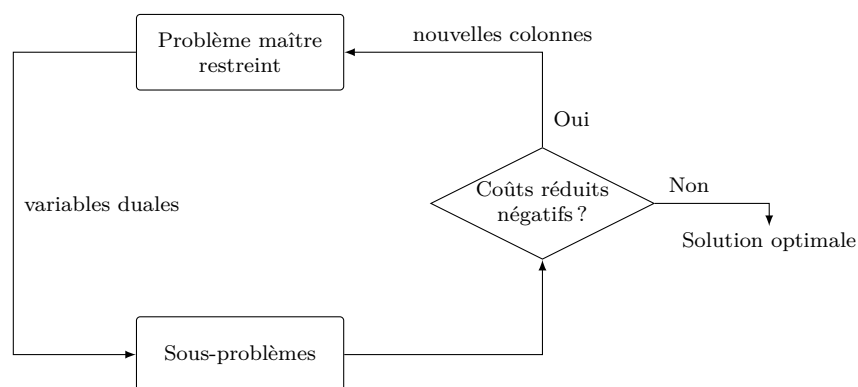 Problème maître
restreint
nouvelles colonnes
Oui
variables duales
Coûts réduits
négatifs ?
Non
Solution optimale
Sous-problèmes